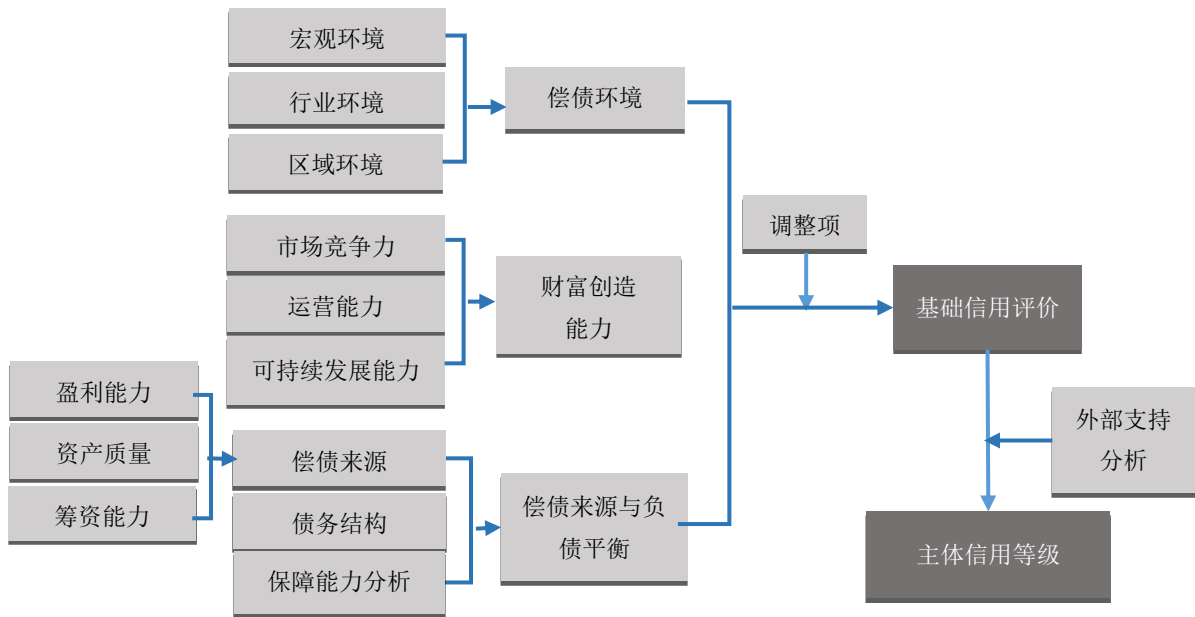 宏观环境
行业环境
区域环境
偿债环境
市场竞争力
运营能力
可持续发展能力
财富创造
能力
盈利能力
资产质量
筹资能力
偿债来源
债务结构
保障能力分析
偿债来源与负
债平衡
调整项
基础信用评价
外部支持
分析
主体信用等级